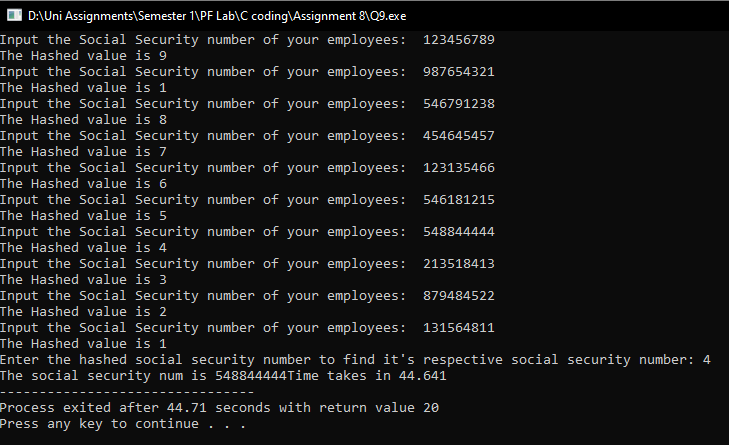 D:\Uni Assignments\Semester 1\PF Lab\C coding\Assignment 8\Q9.exe
Input the Social Security number of your employees:  123456789
The Hashed value is 9
Input the Social Security number of your employees:  987654321
The Hashed value is 1
Input the Social Security number of your employees:  546791238
The Hashed value is 8
Input the Social Security number of your employees:  454645457
The Hashed value is 7
Input the Social Security number of your employees:  123135466
The Hashed value is 6
Input the Social Security number of your employees:  546181215
The Hashed value is 5
Input the Social Security number of your employees:  548844444
The Hashed value is 4
Input the Social Security number of your employees:  213518413
The Hashed value is 3
Input the Social Security number of your employees:  879484522
The Hashed value is 2
Input the Social Security number of your employees:  131564811
The Hashed value is 1
Enter the hashed social security number to find it's respective social security number: 4
The social security num is 548844444Time takes in 44.641
--------------------------------
Process exited after 44.71 seconds with return value 20
Press any key to continue . . .